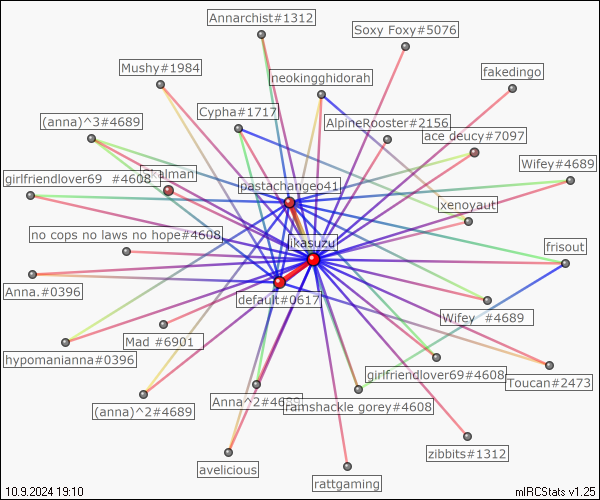 Annarchist#1312
Soxy Foxy#5076
Mushy#1984
neokingghidorah
fakedingo
Cypha#1717
(anna)^3#4689
AlpineRooster#2156
ace deucy#7097
Wifey#4689
girlfriendlover69 #4608
pastachangeo41
xenoyaut
no cops no laws no hope#4608
ikasuzu
frisout
Anna.#0396
default#0617
Wifey #4689
Mad #6901
hypomanianna#0396
girlfriendlover69#4608
Toucan#2473
(anna)^2#4689
Anna^2#4689
ramshackle gorey#4608
zibbits#1312
avelicious
rattgaming
10.9.2024 19:10
mIRCStats v1.25